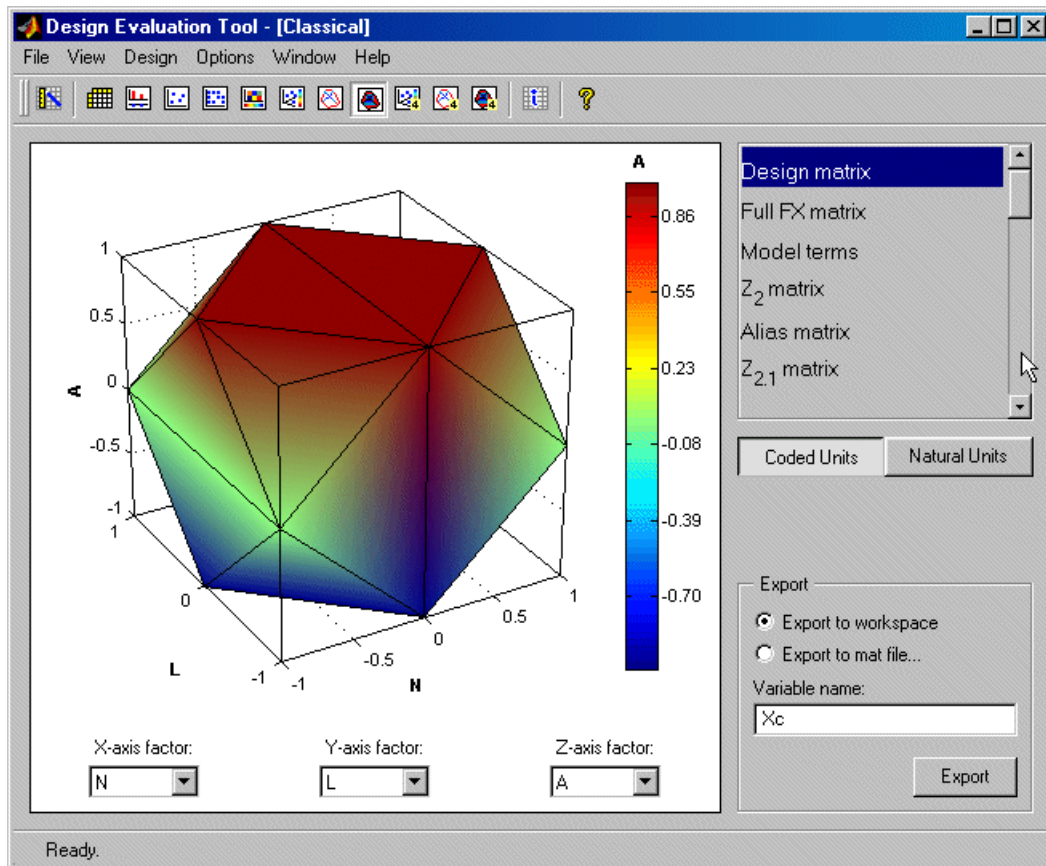 Design Evaluation Tool - [Classical]
File View Design Options Window Help
4 4 4 i ?
A
1
0.5
0
-0.5
-1
A
1
0
-1
L
-1
-0.5
0
0.5
1
N
0.86
0.55
0.23
-0.08
-0.39
-0.70
X-axis factor: Y-axis factor: Z-axis factor:
N L A
Design matrix
Full FX matrix
Model terms
Z2 matrix
Alias matrix
Z2.1 matrix
Coded Units Natural Units
Export
Export to workspace
Export to mat file...
Variable name:
Xc
Export
Ready.